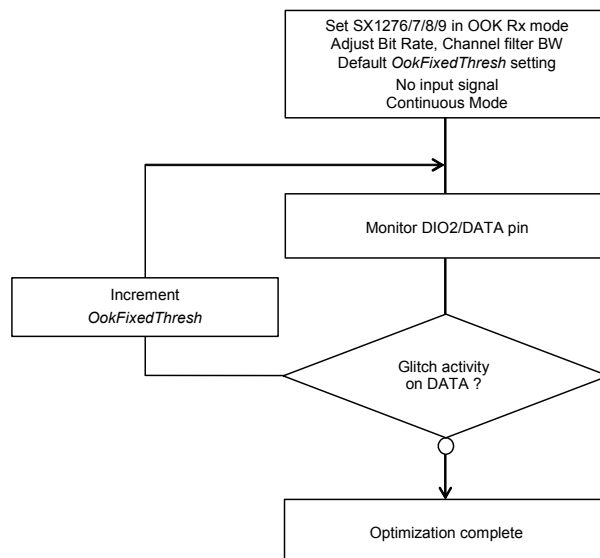 Set SX1276/7/8/9 in OOK Rx mode
Adjust Bit Rate, Channel filter BW
Default OokFixedThresh setting
No input signal
Continuous Mode
Monitor DIO2/DATA pin
Increment
OokFixedThresh
Glitch activity
on DATA ?
Optimization complete